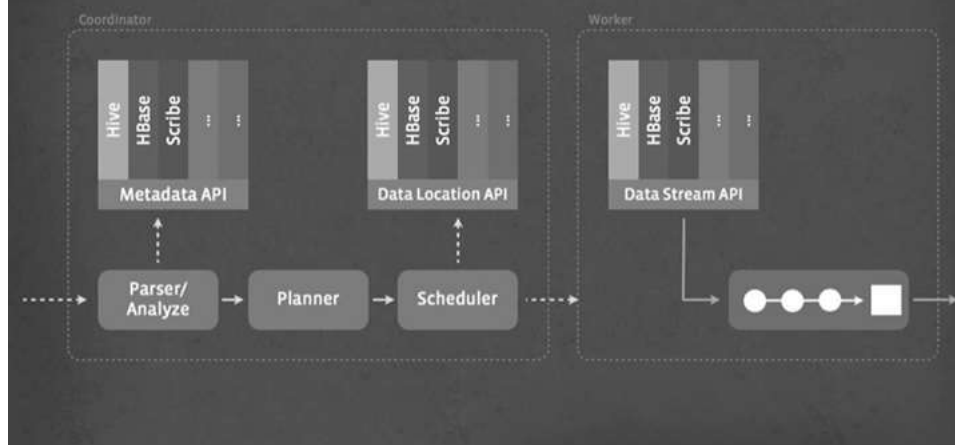 Coordinator
Worker
Hive
HBase
Scribe
...
...
Metadata API
Hive
HBase
Scribe
...
...
Data Location API
Hive
HBase
Scribe
...
...
Data Stream API
Parser/
Analyze
Planner
Scheduler